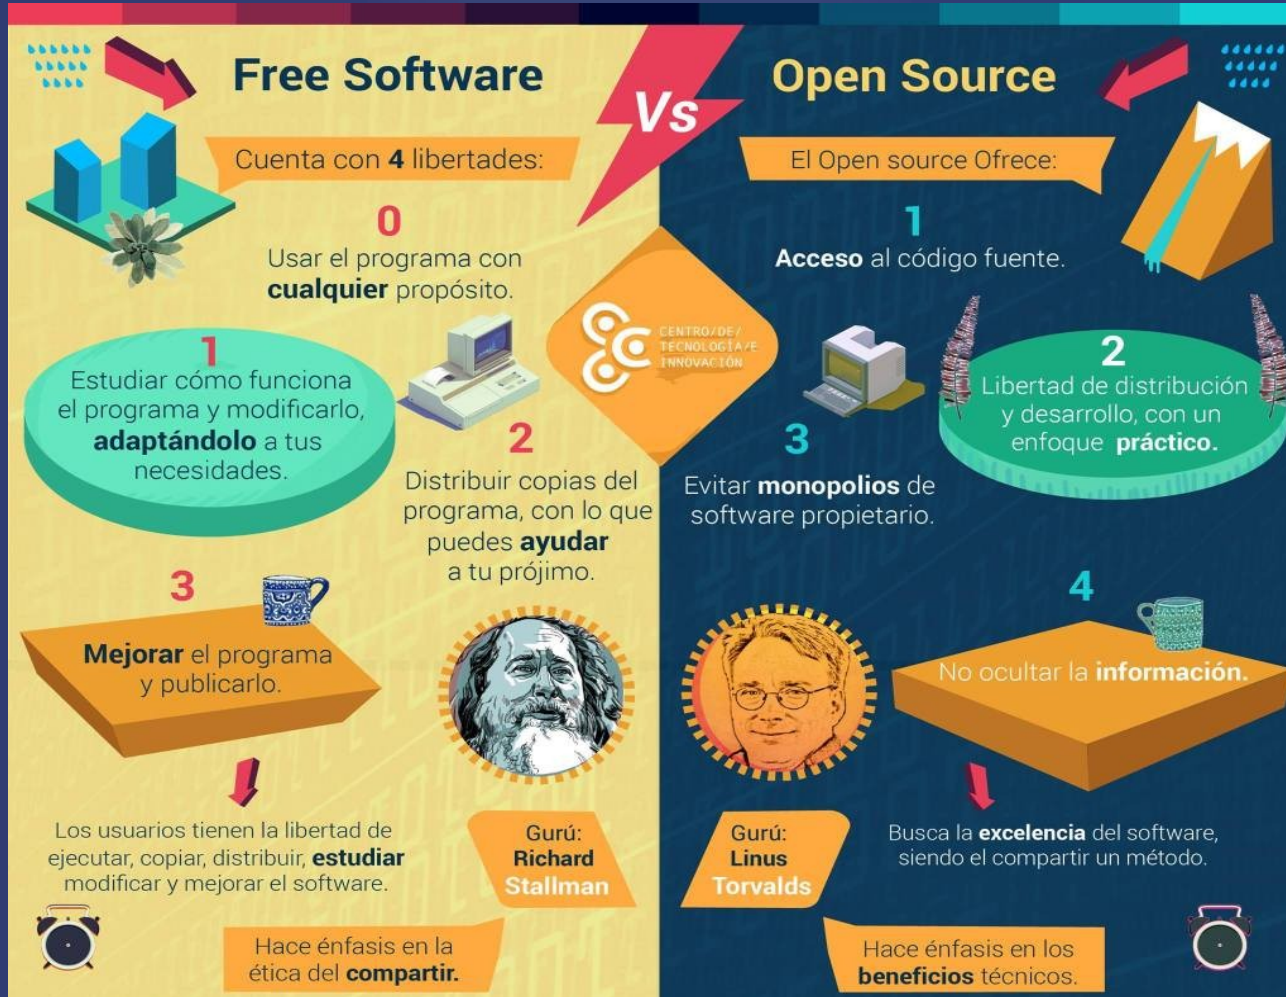 Free Software
Vs
Open Source
Cuenta con 4 libertades:
0
Usar el programa con
cualquier propósito.
1
Estudiar cómo funciona
el programa y modificarlo,
adaptándolo a tus
necesidades.
2
Distribuir copias del
programa, con lo que
puedes ayudar
a tu prójimo.
3
Mejorar el programa
y publicarlo.
Los usuarios tienen la libertad de
ejecutar, copiar, distribuir, estudiar
modificar y mejorar el software.
Gurú:
Richard
Stallman
Hace énfasis en la
ética del compartir.
CENTRO/DE/
TECNOLOGÍA/E
INNOVACIÓN
El Open source Ofrece:
1
Acceso al código fuente.
2
Libertad de distribución
y desarrollo, con un
enfoque práctico.
3
Evitar monopolios de
software propietario.
4
No ocultar la información.
Gurú:
Linus
Torvalds
Busca la excelencia del software,
siendo el compartir un método.
Hace énfasis en los
beneficios técnicos.